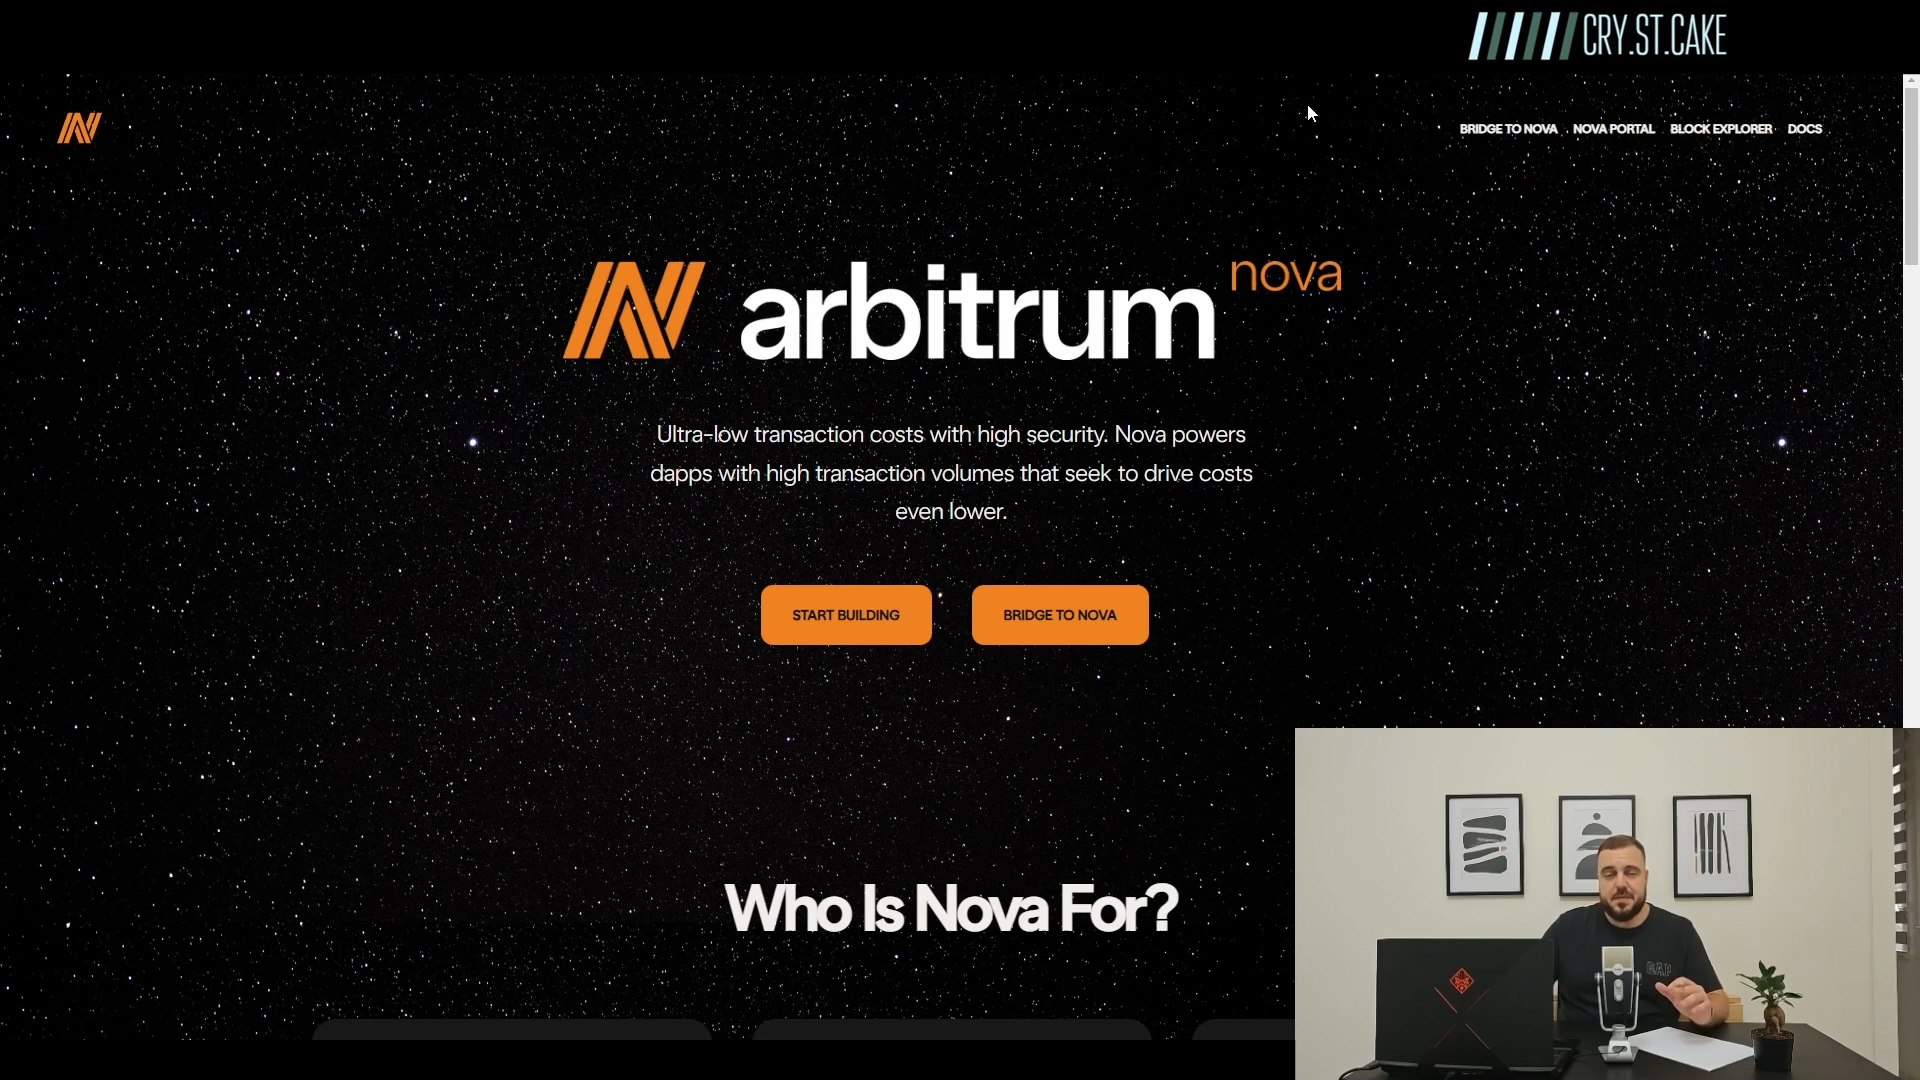 CRY.ST.CAKE
BRIDGE TO NOVA NOVA PORTAL BLOCK EXPLORER DOCS
arbitrum nova
Ultra-low transaction costs with high security. Nova powers
dapps with high transaction volumes that seek to drive costs
even lower.
START BUILDING BRIDGE TO NOVA
Who Is Nova For?
GAP